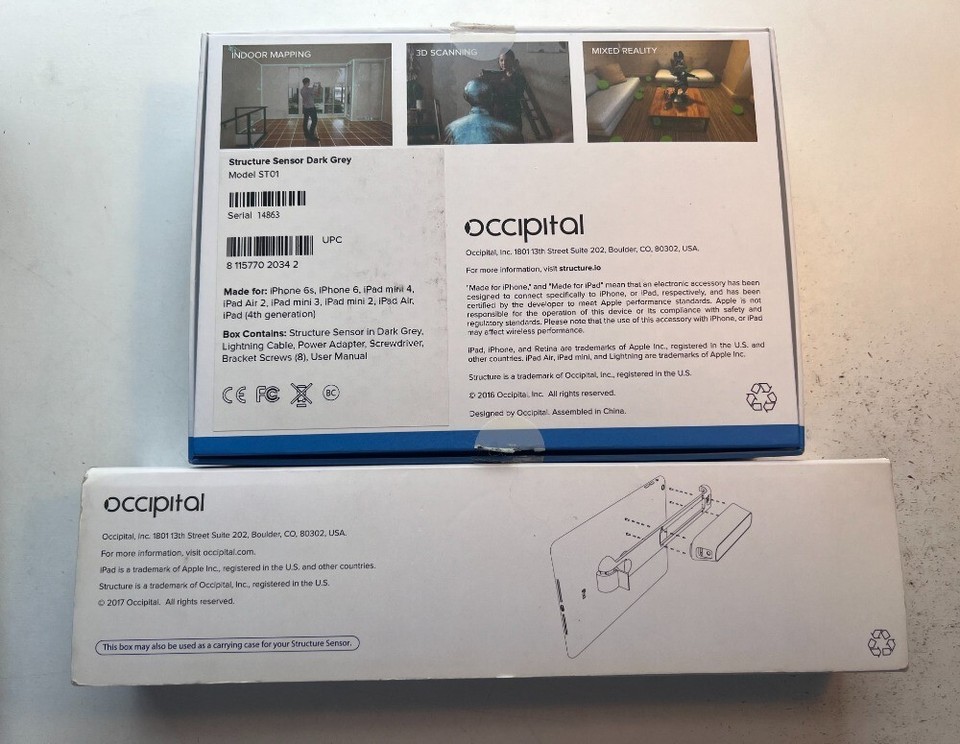 INDOOR MAPPING
3D SCANNING
MIXED REALITY
Structure Sensor Dark Grey
Model ST01
Serial 14863
UPC
8 115770 2034 2
Made for: iPhone 6s, iPhone 6, iPad mini 4,
iPad Air 2, iPad mini 3, iPad mini 2, iPad Air,
iPad (4th generation)
Box Contains: Structure Sensor in Dark Grey,
Lightning Cable, Power Adapter, Screwdriver,
Bracket Screws (8), User Manual
CE FC BC
Occipital
Occipital, Inc. 1801 13th Street Suite 202, Boulder, CO, 80302, USA.
For more information, visit structure.io
"Made for iPhone," and "Made for iPad" mean that an electronic accessory has been
designed to connect specifically to iPhone, or iPad, respectively, and has been
certified by the developer to meet Apple performance standards. Apple is not
responsible for the operation of this device or its compliance with safety and
regulatory standards. Please note that the use of this accessory with iPhone, or iPad
may affect wireless performance.
iPad, iPhone, and Retina are trademarks of Apple Inc., registered in the U.S. and
other countries. iPad Air, iPad mini, and Lightning are trademarks of Apple Inc.
Structure is a trademark of Occipital, Inc., registered in the U.S.
© 2016 Occipital, Inc. All rights reserved.
Designed by Occipital. Assembled in China.
Occipital
Occipital, Inc. 1801 13th Street Suite 202, Boulder, CO, 80302, USA.
For more information, visit occipital.com.
iPad is a trademark of Apple Inc., registered in the U.S. and other countries.
Structure is a trademark of Occipital, Inc., registered in the U.S.
© 2017 Occipital. All rights reserved.
This box may also be used as a carrying case for your Structure Sensor.